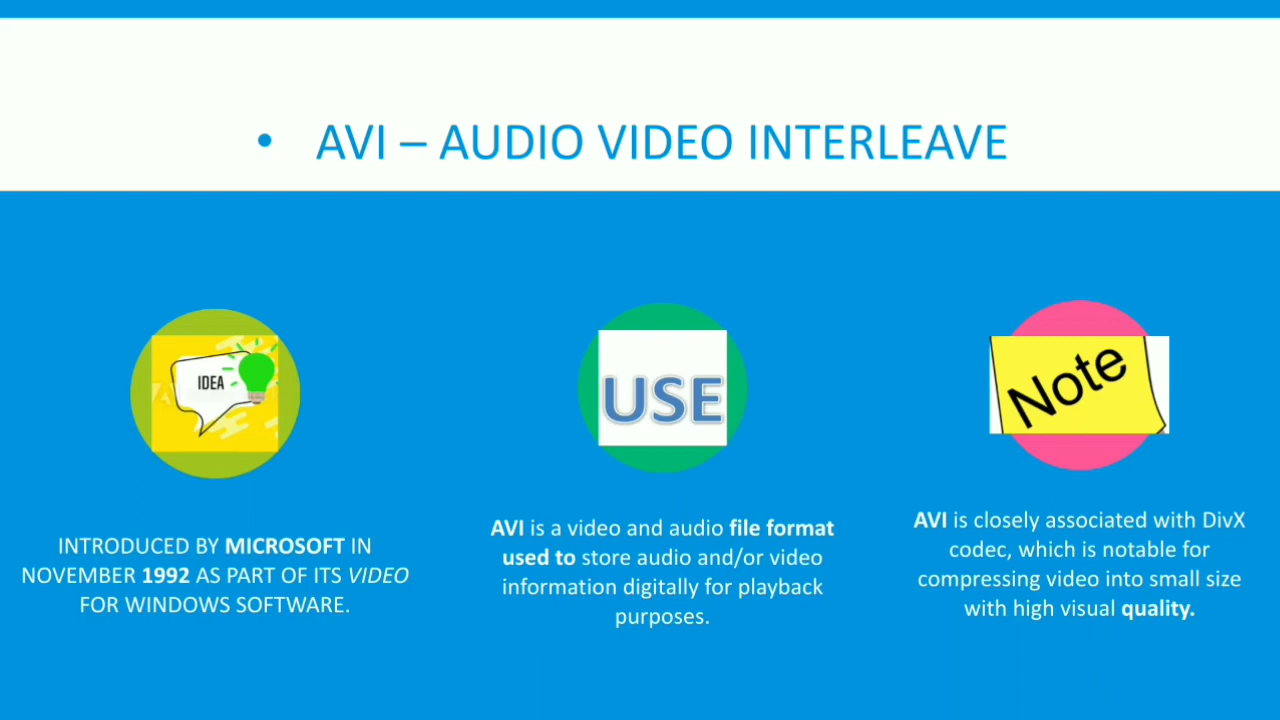 • AVI – AUDIO VIDEO INTERLEAVE
IDEA
USE
Note
INTRODUCED BY MICROSOFT IN
NOVEMBER 1992 AS PART OF ITS VIDEO
FOR WINDOWS SOFTWARE.
AVI is a video and audio file format
used to store audio and/or video
information digitally for playback
purposes.
AVI is closely associated with DivX
codec, which is notable for
compressing video into small size
with high visual quality.